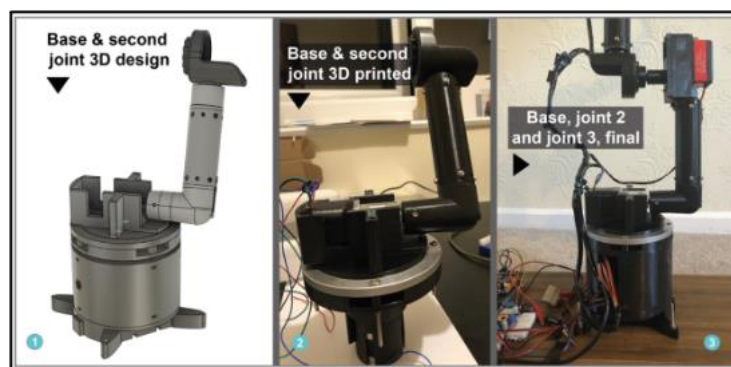 Base & second
joint 3D design
1
Base & second
joint 3D printed
2
Base, joint 2
and joint 3, final
3